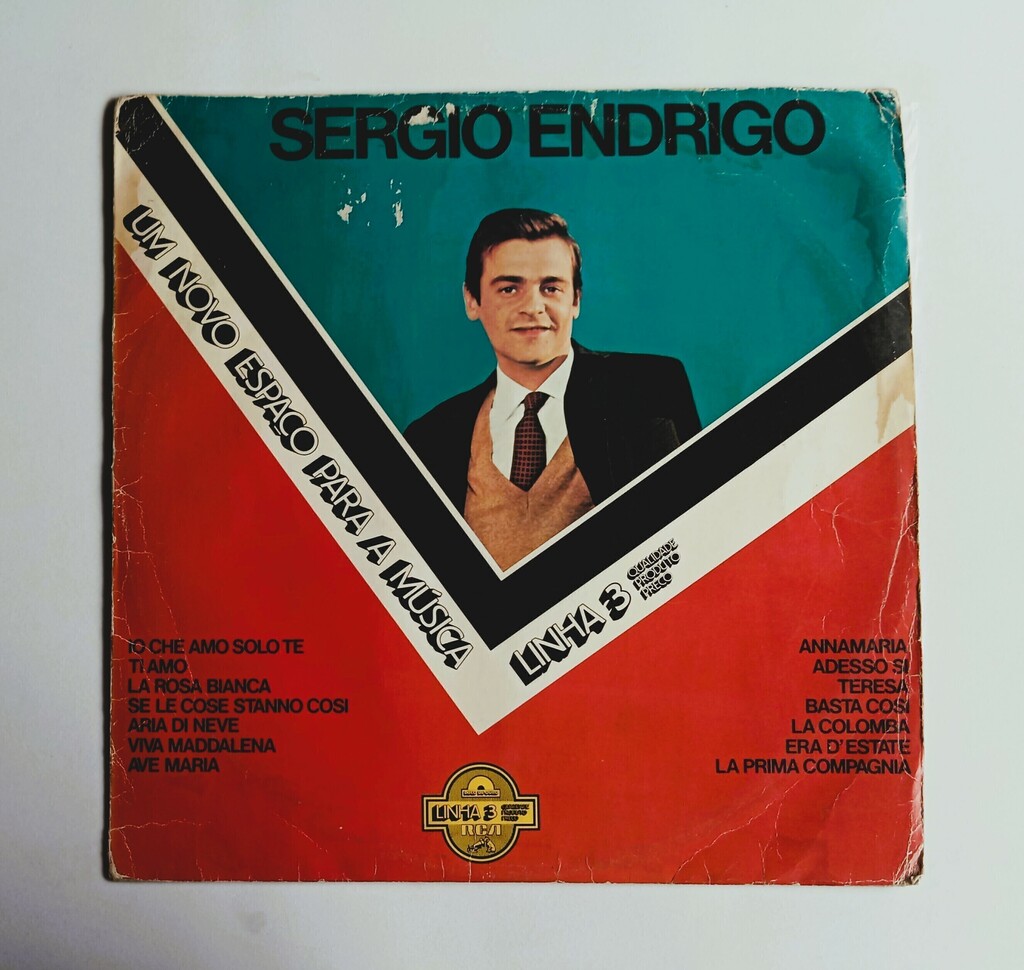 SERGIO ENDRIGO
UM NOVO ESPAÇO PARA A MÚSICA
LINHA 3
QUALIDADE
PRODUTO
PREÇO
IO CHE AMO SOLO TE
TI AMO
LA ROSA BIANCA
SE LE COSE STANNO COSI
ARIA DI NEVE
VIVA MADDALENA
AVE MARIA
ANNAMARIA
ADESSO SI
TERESA
BASTA COSI
LA COLOMBA
ERA D'ESTATE
LA PRIMA COMPAGNIA
LINHA 3
RCA